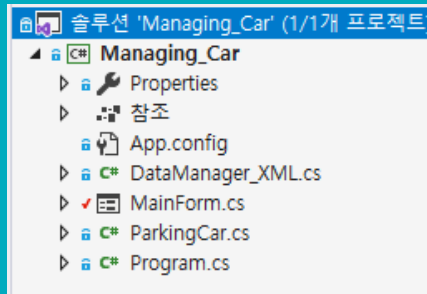 솔루션 'Managing_Car' (1/1개 프로젝트)
C# Managing_Car
Properties
참조
App.config
C# DataManager_XML.cs
MainForm.cs
C# ParkingCar.cs
C# Program.cs